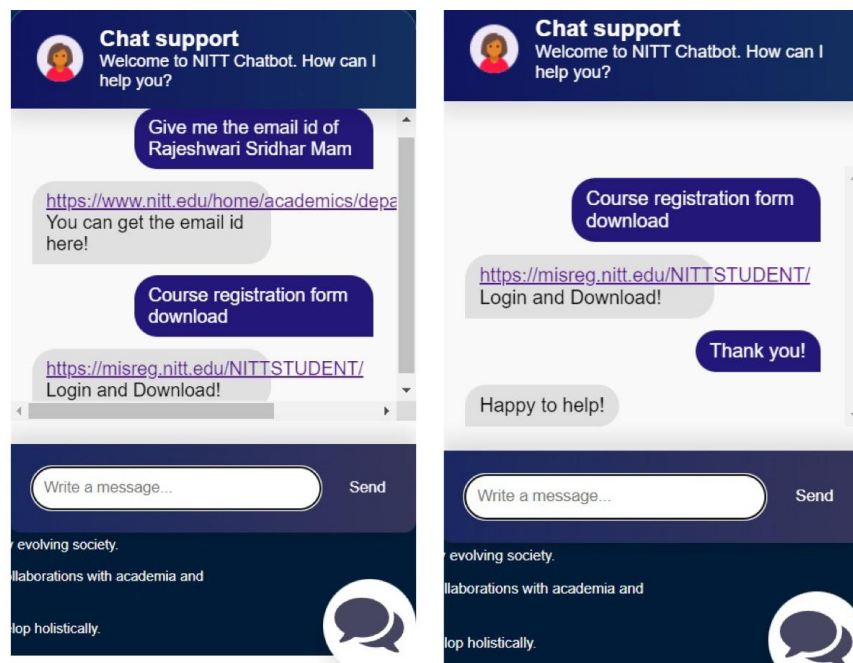 Chat support
Welcome to NITT Chatbot. How can I
help you?
Give me the email id of
Rajeshwari Sridhar Mam
https://www.nitt.edu/home/academics/depa
You can get the email id
here!
Course registration form
download
https://misreg.nitt.edu/NITTSTUDENT/
Login and Download!
Write a message...
Send
evolving society.
llaborations with academia and
lop holistically.
Chat support
Welcome to NITT Chatbot. How can I
help you?
Course registration form
download
https://misreg.nitt.edu/NITTSTUDENT/
Login and Download!
Thank you!
Happy to help!
Write a message...
Send
evolving society.
llaborations with academia and
lop holistically.